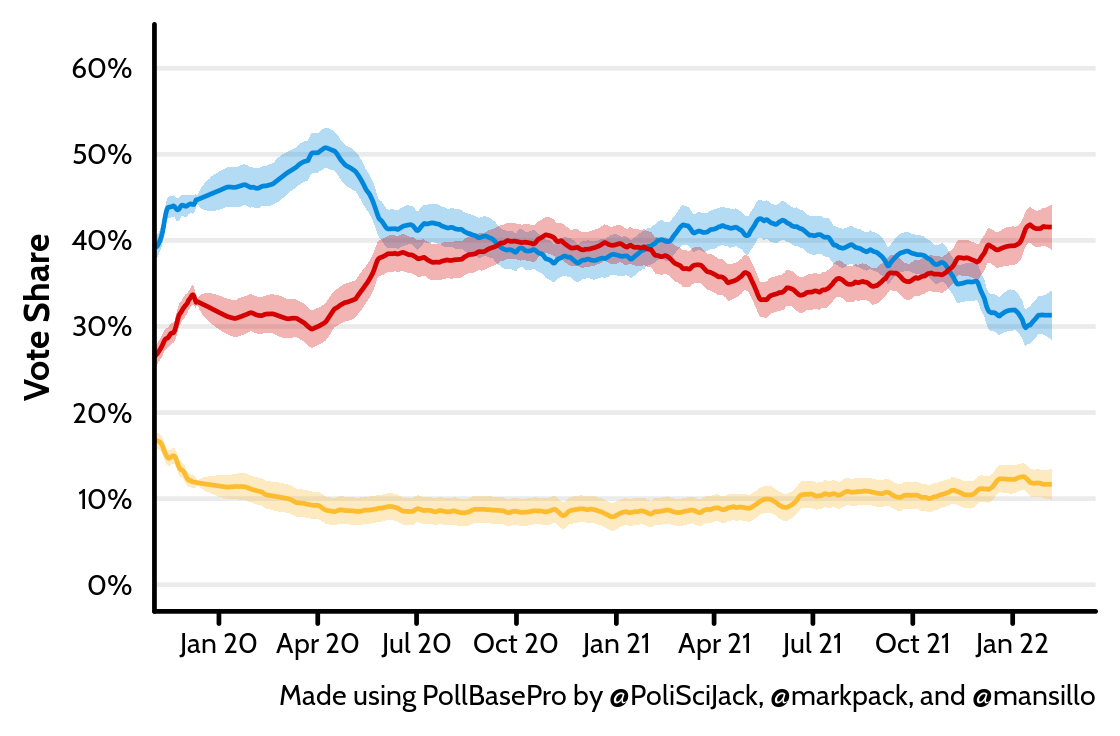 Vote Share
60%
50%
40%
30%
20%
10%
0%
Jan 20 Apr 20 Jul 20 Oct 20 Jan 21 Apr 21 Jul 21 Oct 21 Jan 22
Made using PollBasePro by @PoliSciJack, @markpack, and @mansillo